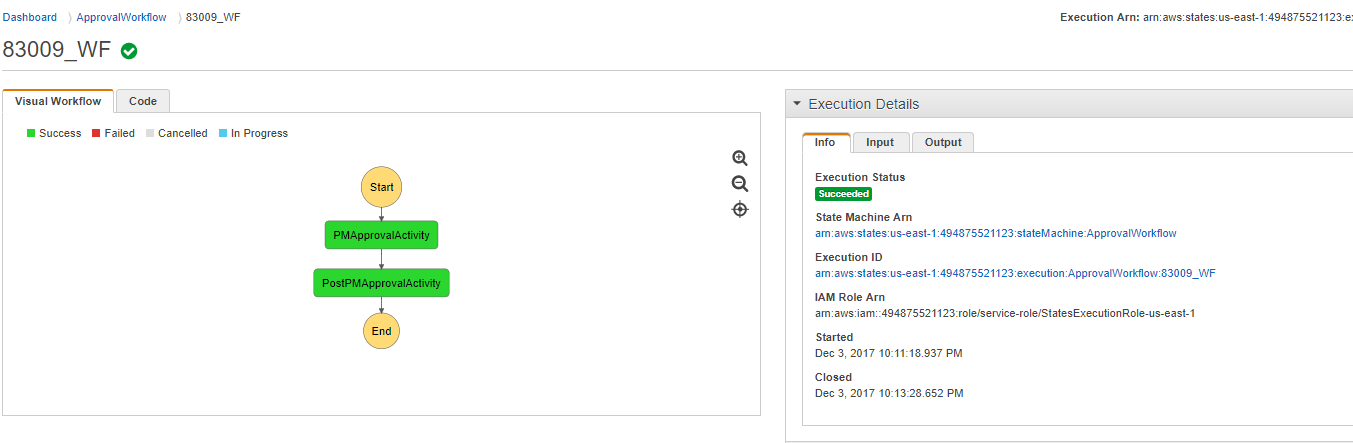 Dashboard ApprovalWorkflow 83009_WF
Execution Arn: arn:aws:states:us-east-1:494875521123:e
83009_WF
Visual Workflow Code
Success Failed Cancelled In Progress
Start
PMApprovalActivity
PostPMApprovalActivity
End
Execution Details
Info Input Output
Execution Status
Succeeded
State Machine Arn
arn:aws:states:us-east-1:494875521123:stateMachine:ApprovalWorkflow
Execution ID
arn:aws:states:us-east-1:494875521123:execution:ApprovalWorkflow:83009_WF
IAM Role Arn
arn:aws:iam::494875521123:role/service-role/StatesExecutionRole-us-east-1
Started
Dec 3, 2017 10:11:18.937 PM
Closed
Dec 3, 2017 10:13:28.652 PM